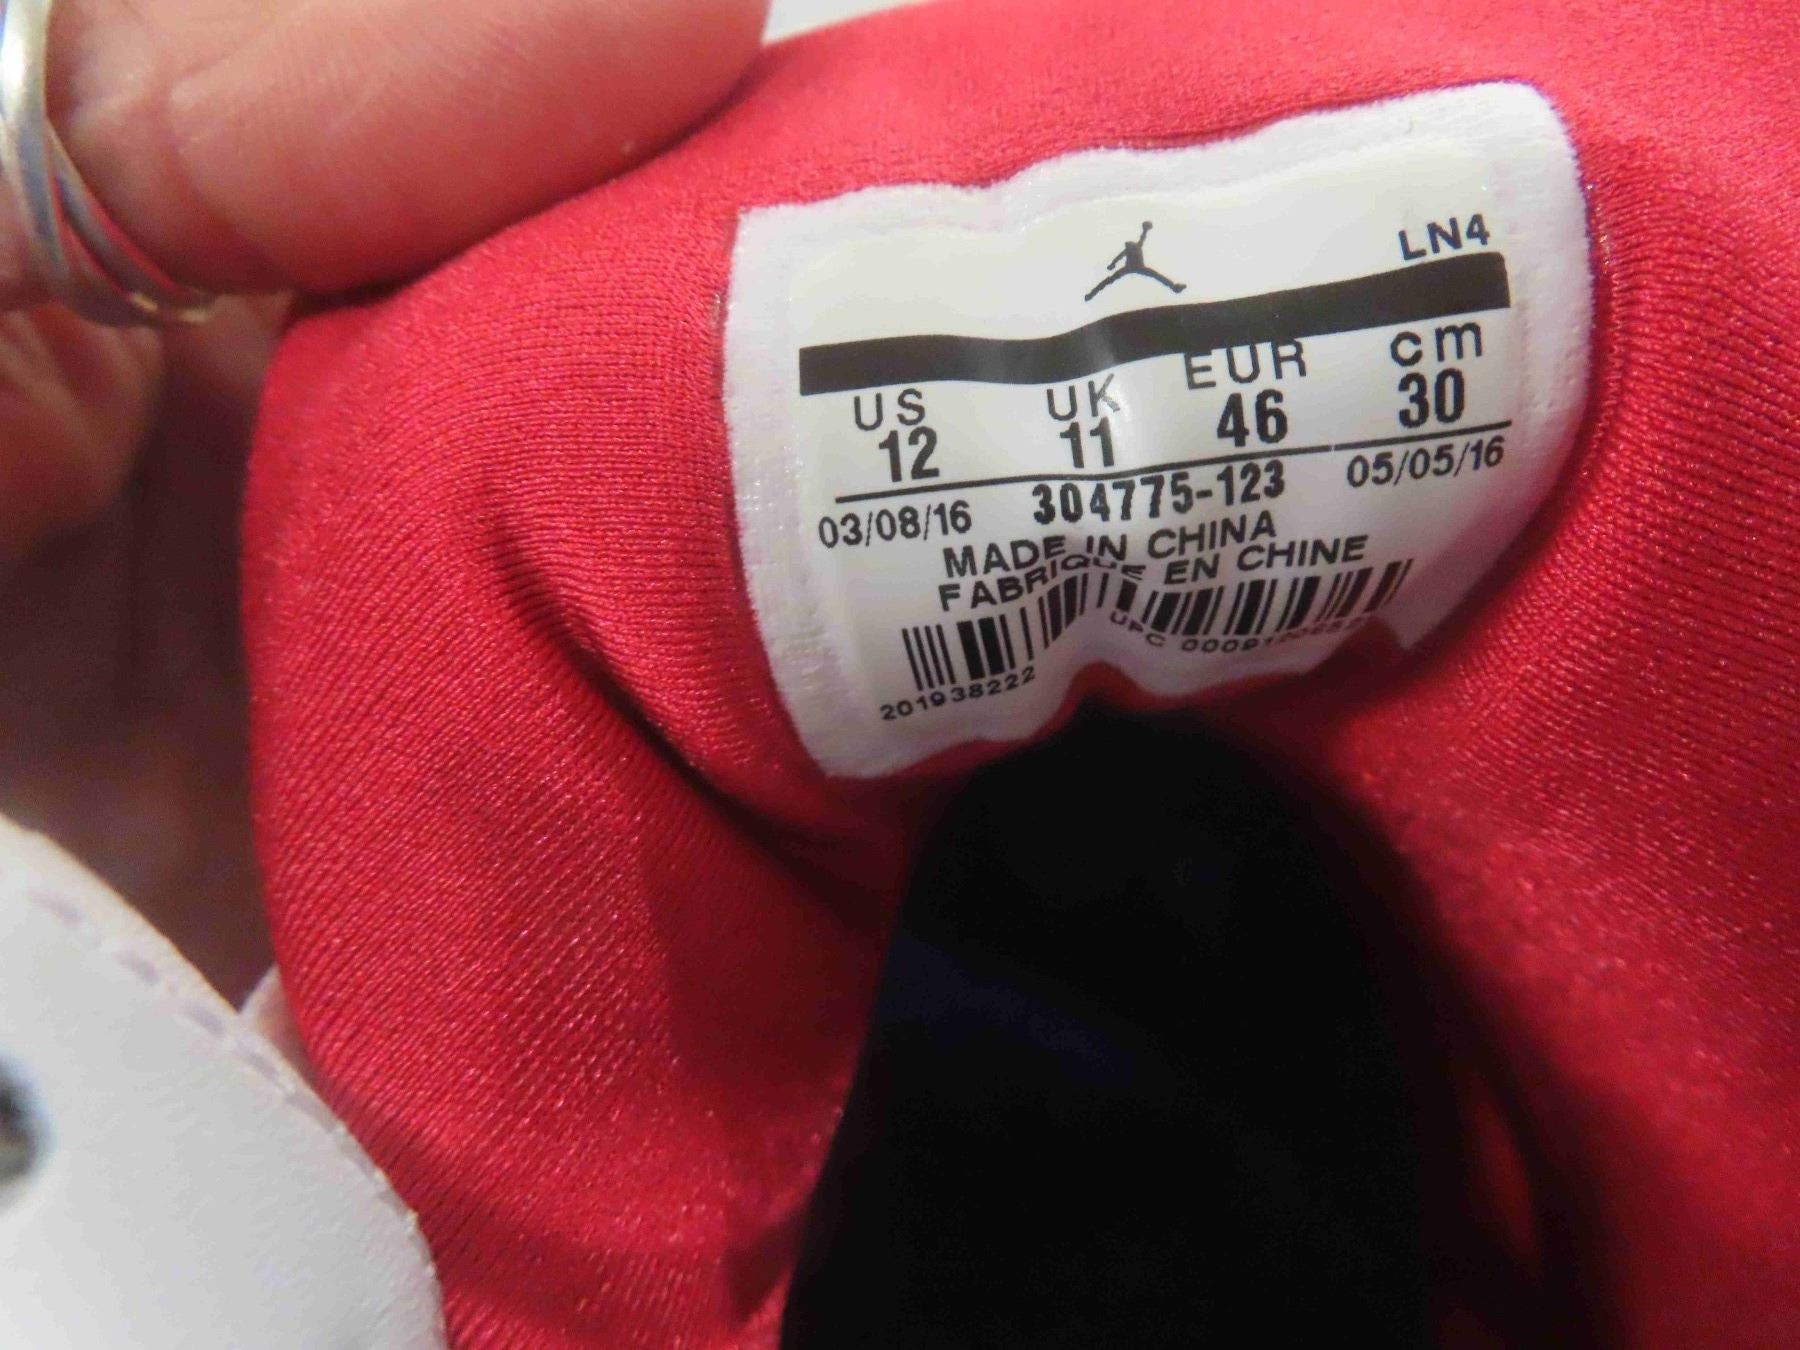 LN4
US UK EUR cm
12 11 46 30
03/08/16 304775-123 05/05/16
MADE IN CHINA
FABRIQUE EN CHINE
UPC
201938222